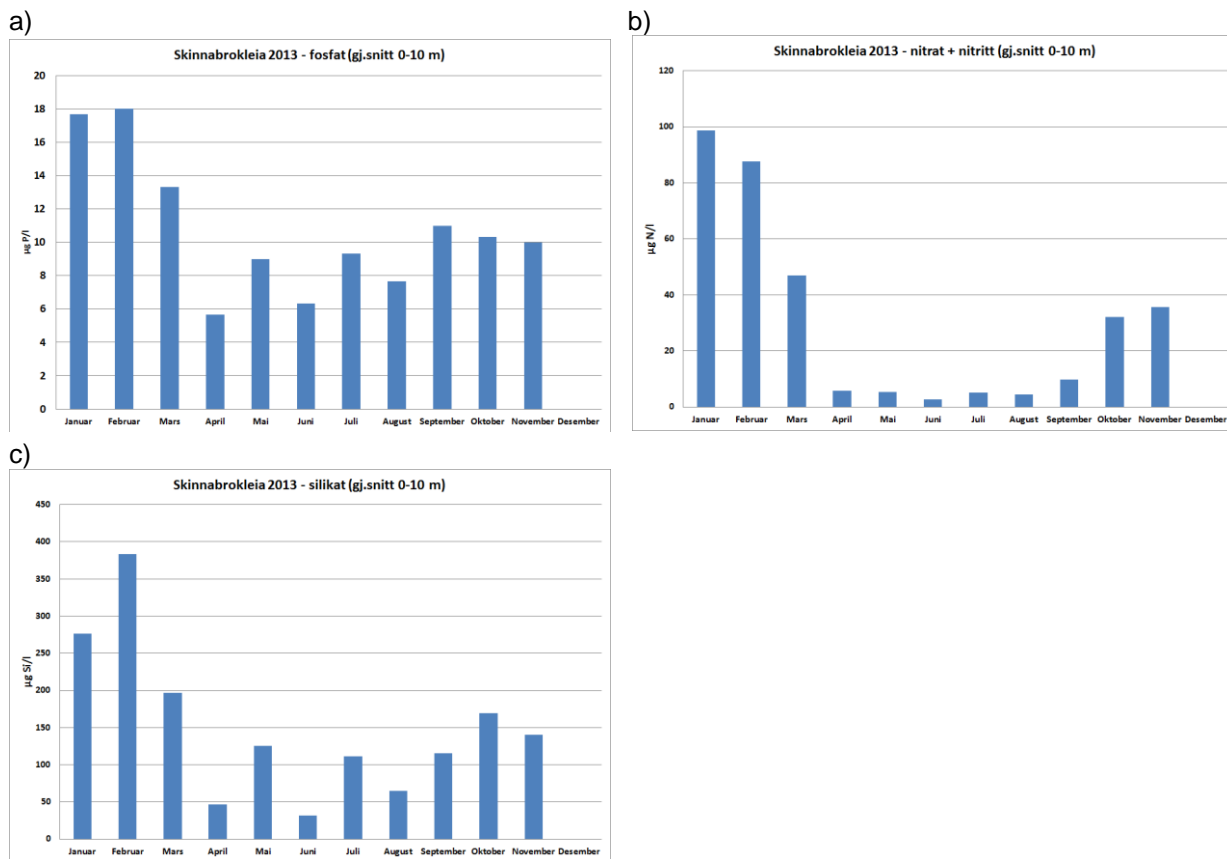 a)
Skinnabrokleia 2013 - fosfat (gj.snitt 0-10 m)
20
18
16
14
12
10
8
6
4
2
0
µg P/l
Januar Februar Mars April Mai Juni Juli August September Oktober November Desember
b)
Skinnabrokleia 2013 - nitrat + nitritt (gj.snitt 0-10 m)
120
100
80
60
40
20
0
µg N/l
Januar Februar Mars April Mai Juni Juli August September Oktober November Desember
c)
Skinnabrokleia 2013 - silikat (gj.snitt 0-10 m)
450
400
350
300
250
200
150
100
50
0
µg Si/l
Januar Februar Mars April Mai Juni Juli August September Oktober November Desember